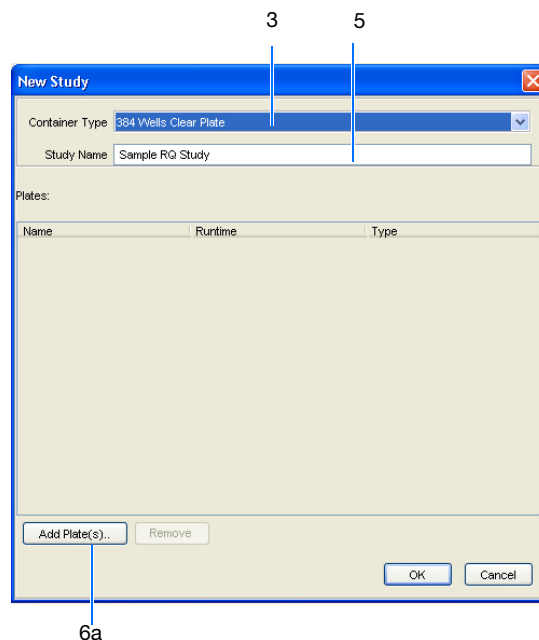 3 5
New Study
Container Type 384 Wells Clear Plate
Study Name Sample RQ Study
Plates:
Name Runtime Type
Add Plate(s).. Remove
OK Cancel
6a